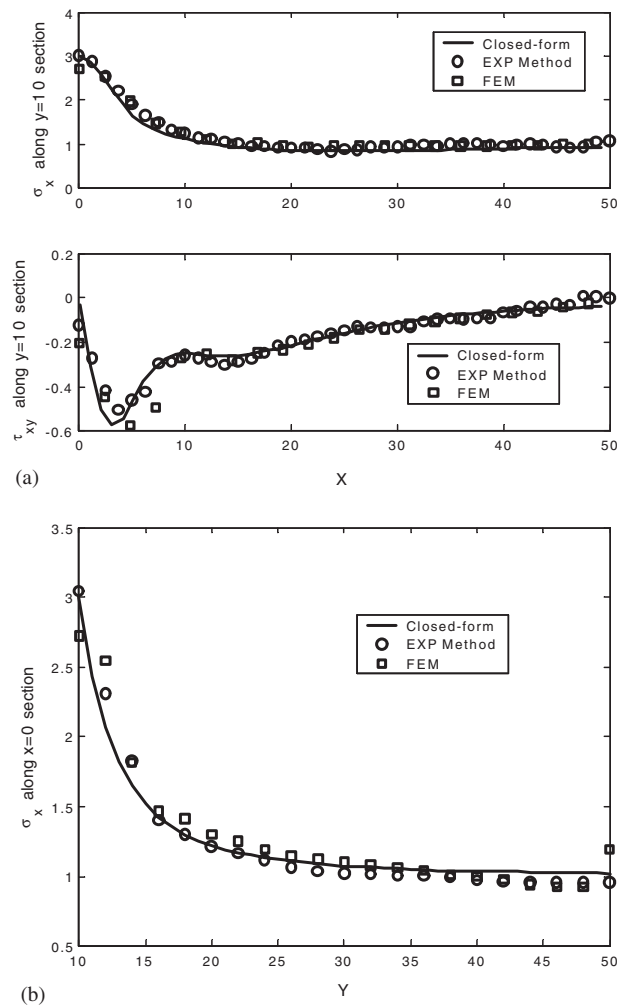 4
3
2
1
0
σx along y=10 section
Closed-form
EXP Method
FEM
0 10 20 30 40 50
0.2
0
-0.2
-0.4
-0.6
τxy along y=10 section
Closed-form
EXP Method
FEM
0 10 20 30 40 50
(a)
X
3.5
3
2.5
2
1.5
1
0.5
σx along x=0 section
Closed-form
EXP Method
FEM
10 15 20 25 30 35 40 45 50
(b)
Y